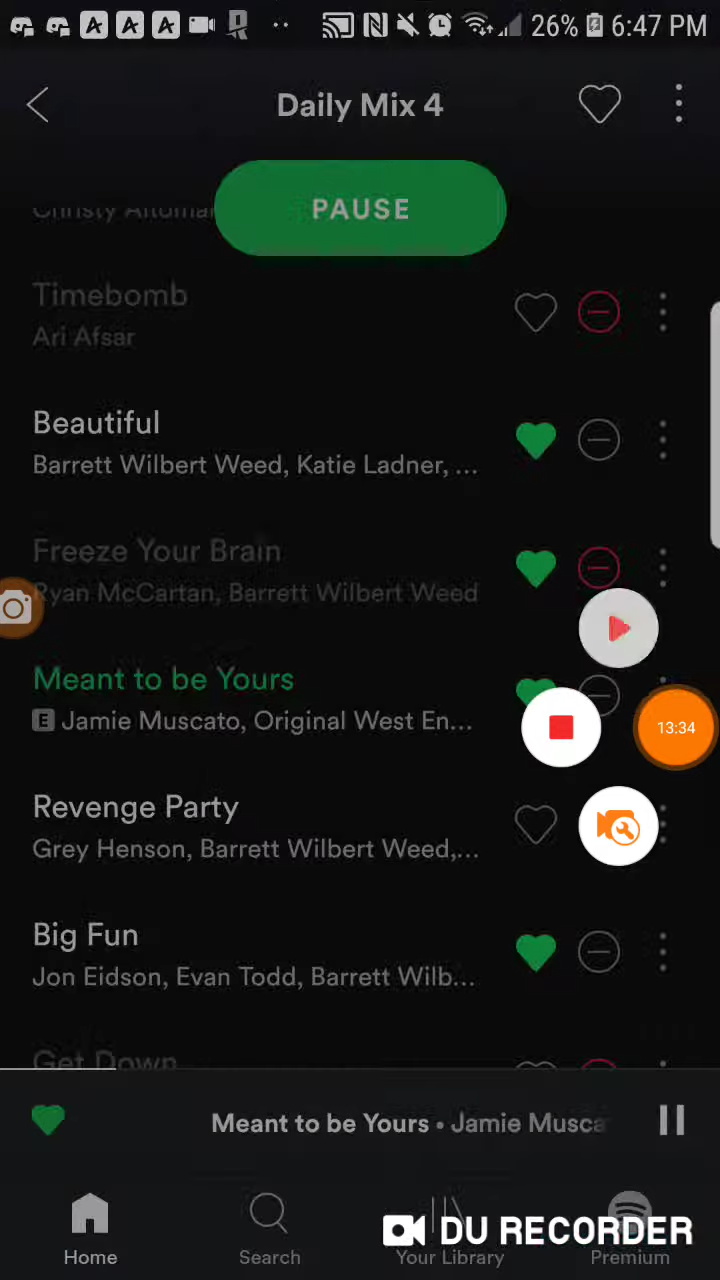 26% 6:47 PM
Daily Mix 4
PAUSE
Timebomb
Ari Afsar
Beautiful
Barrett Wilbert Weed, Katie Ladner, ...
Freeze Your Brain
Ryan McCartan, Barrett Wilbert Weed
Meant to be Yours
E Jamie Muscato, Original West En...
13:34
Revenge Party
Grey Henson, Barrett Wilbert Weed,...
Big Fun
Jon Eidson, Evan Todd, Barrett Wilb...
Get Down
Meant to be Yours • Jamie Musca
DU RECORDER
Home
Search
Your Library
Premium